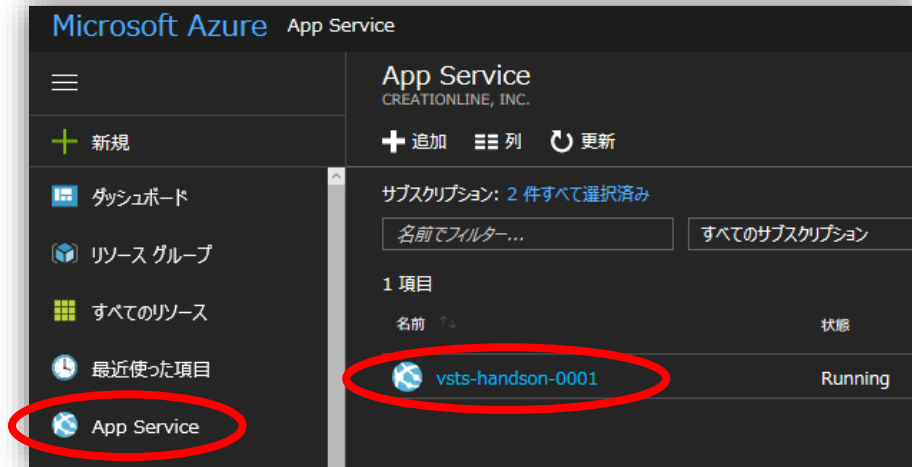 Microsoft Azure App Service
新規
ダッシュボード
リソース グループ
すべてのリソース
最近使った項目
App Service
App Service
CREATIONLINE, INC.
追加 列 更新
サブスクリプション: 2 件すべて選択済み
名前でフィルター... すべてのサブスクリプション
1 項目
名前 状態
vsts-handson-0001 Running